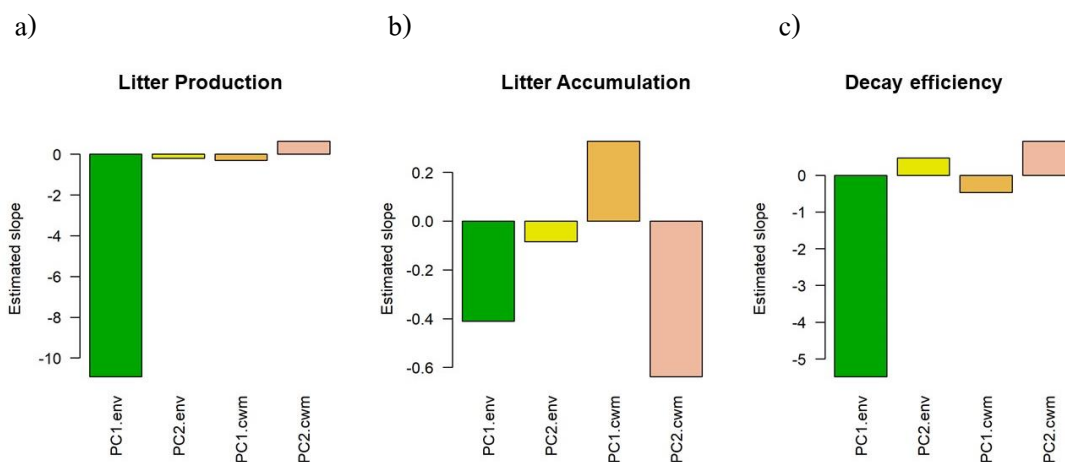 a)
Litter Production
Estimated slope
0
-2
-4
-6
-8
-10
PC1.env
PC2.env
PC1.cwm
PC2.cwm
b)
Litter Accumulation
Estimated slope
0.2
0.0
-0.2
-0.4
-0.6
PC1.env
PC2.env
PC1.cwm
PC2.cwm
c)
Decay efficiency
Estimated slope
0
-1
-2
-3
-4
-5
PC1.env
PC2.env
PC1.cwm
PC2.cwm